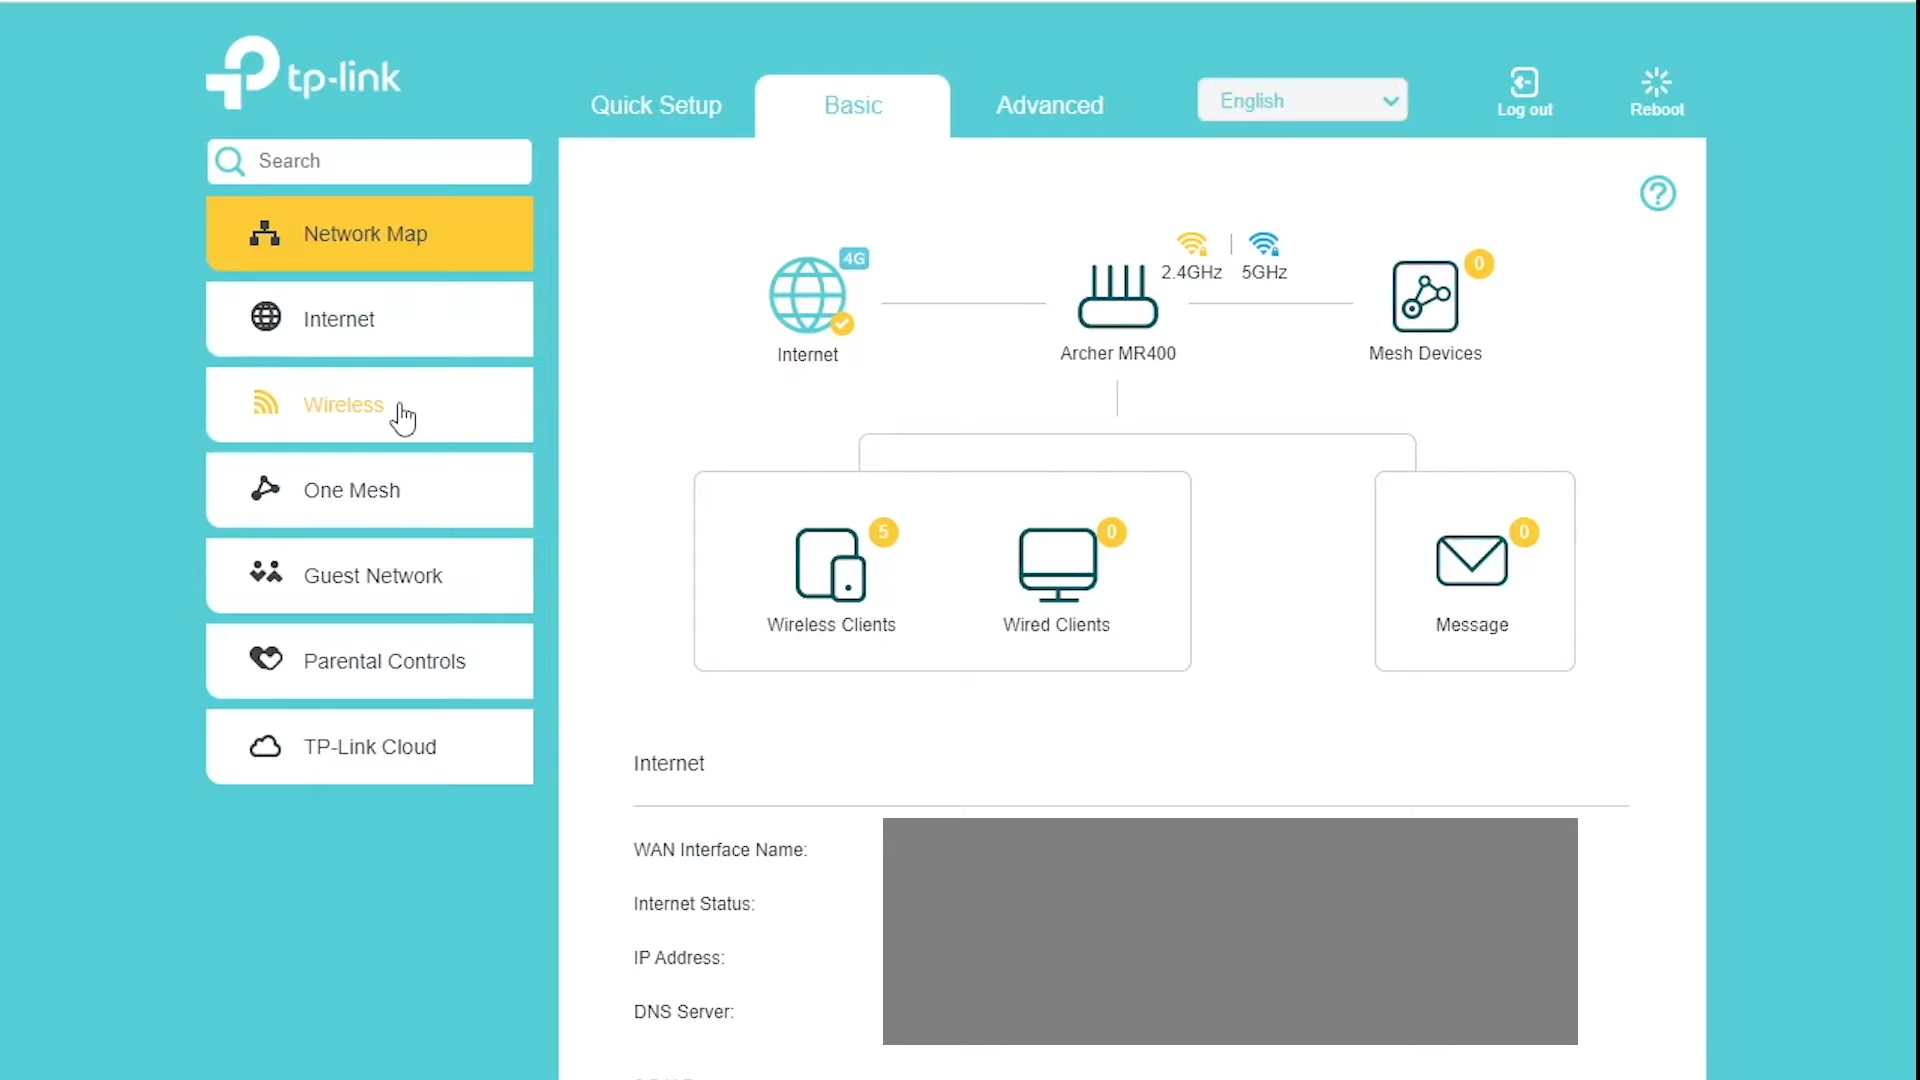 tp-link
Quick Setup
Basic
Advanced
English
Log out
Reboot
Search
Network Map
Internet
Wireless
One Mesh
Guest Network
Parental Controls
TP-Link Cloud
4G
Internet
2.4GHz | 5GHz
Archer MR400
0
Mesh Devices
5
Wireless Clients
0
Wired Clients
0
Message
Internet
WAN Interface Name:
Internet Status:
IP Address:
DNS Server: